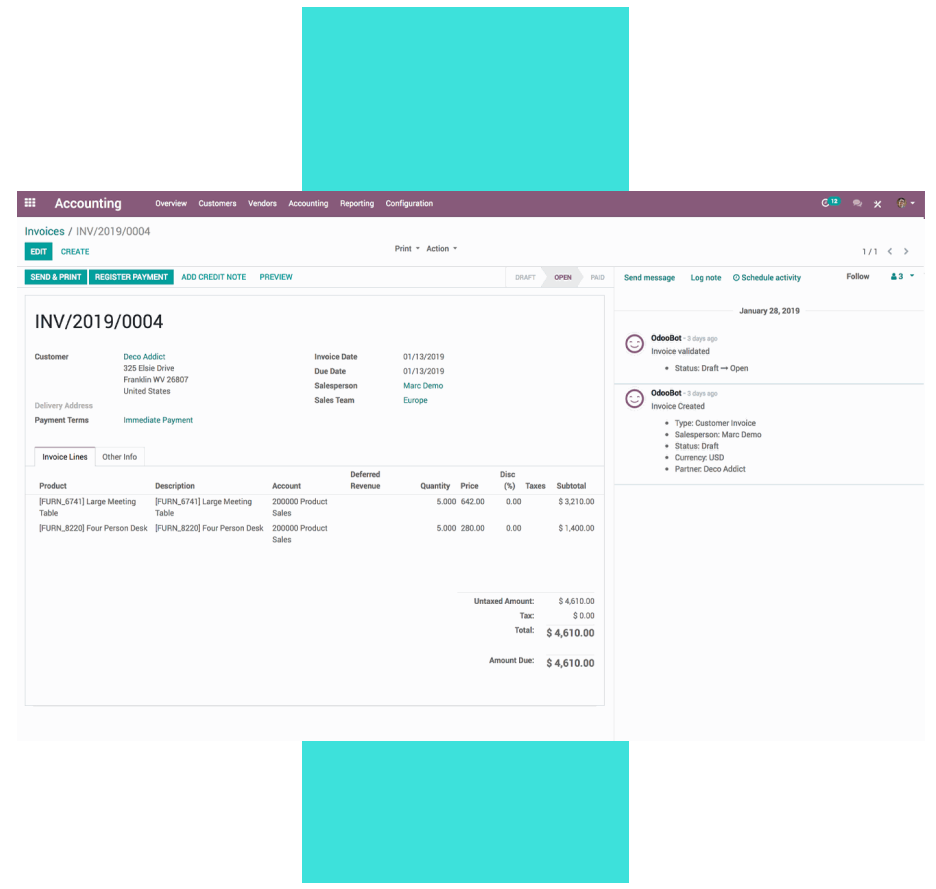 Accounting Overview Customers Vendors Accounting Reporting Configuration 12
Invoices / INV/2019/0004
EDIT CREATE Print Action 1 / 1
SEND & PRINT REGISTER PAYMENT ADD CREDIT NOTE PREVIEW DRAFT OPEN PAID Send message Log note Schedule activity Follow 3
January 28, 2019
INV/2019/0004
Customer Deco Addict
325 Elsie Drive
Franklin WV 26807
United States
Delivery Address
Payment Terms Immediate Payment
Invoice Date 01/13/2019
Due Date 01/13/2019
Salesperson Marc Demo
Sales Team Europe
Invoice Lines Other Info
Product Description Account Deferred Revenue Quantity Price Disc (%) Taxes Subtotal
[FURN_6741] Large Meeting [FURN_6741] Large Meeting 200000 Product 5.000 642.00 0.00 $ 3,210.00
Table Table Sales
[FURN_8220] Four Person Desk [FURN_8220] Four Person Desk 200000 Product 5.000 280.00 0.00 $ 1,400.00
Sales
Untaxed Amount: $ 4,610.00
Tax: $ 0.00
Total: $ 4,610.00
Amount Due: $ 4,610.00
OdooBot - 3 days ago
Invoice validated
• Status: Draft → Open
OdooBot - 3 days ago
Invoice Created
• Type: Customer Invoice
• Salesperson: Marc Demo
• Status: Draft
• Currency: USD
• Partner: Deco Addict